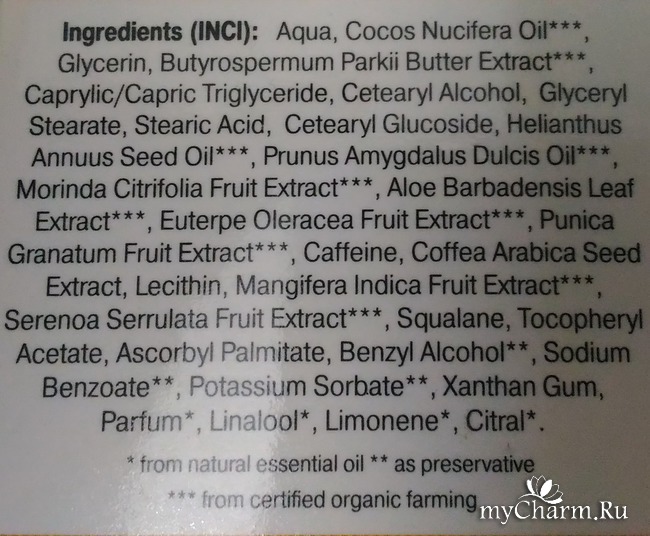 Ingredients (INCI): Aqua, Cocos Nucifera Oil***,
Glycerin, Butyrospermum Parkii Butter Extract***,
Caprylic/Capric Triglyceride, Cetearyl Alcohol, Glyceryl
Stearate, Stearic Acid, Cetearyl Glucoside, Helianthus
Annuus Seed Oil***, Prunus Amygdalus Dulcis Oil***,
Morinda Citrifolia Fruit Extract***, Aloe Barbadensis Leaf
Extract***, Euterpe Oleracea Fruit Extract***, Punica
Granatum Fruit Extract***, Caffeine, Coffea Arabica Seed
Extract, Lecithin, Mangifera Indica Fruit Extract***,
Serenoa Serrulata Fruit Extract***, Squalane, Tocopheryl
Acetate, Ascorbyl Palmitate, Benzyl Alcohol**, Sodium
Benzoate**, Potassium Sorbate**, Xanthan Gum,
Parfum*, Linalool*, Limonene*, Citral*.
* from natural essential oil ** as preservative
*** from certified organic farming
myCharm.Ru